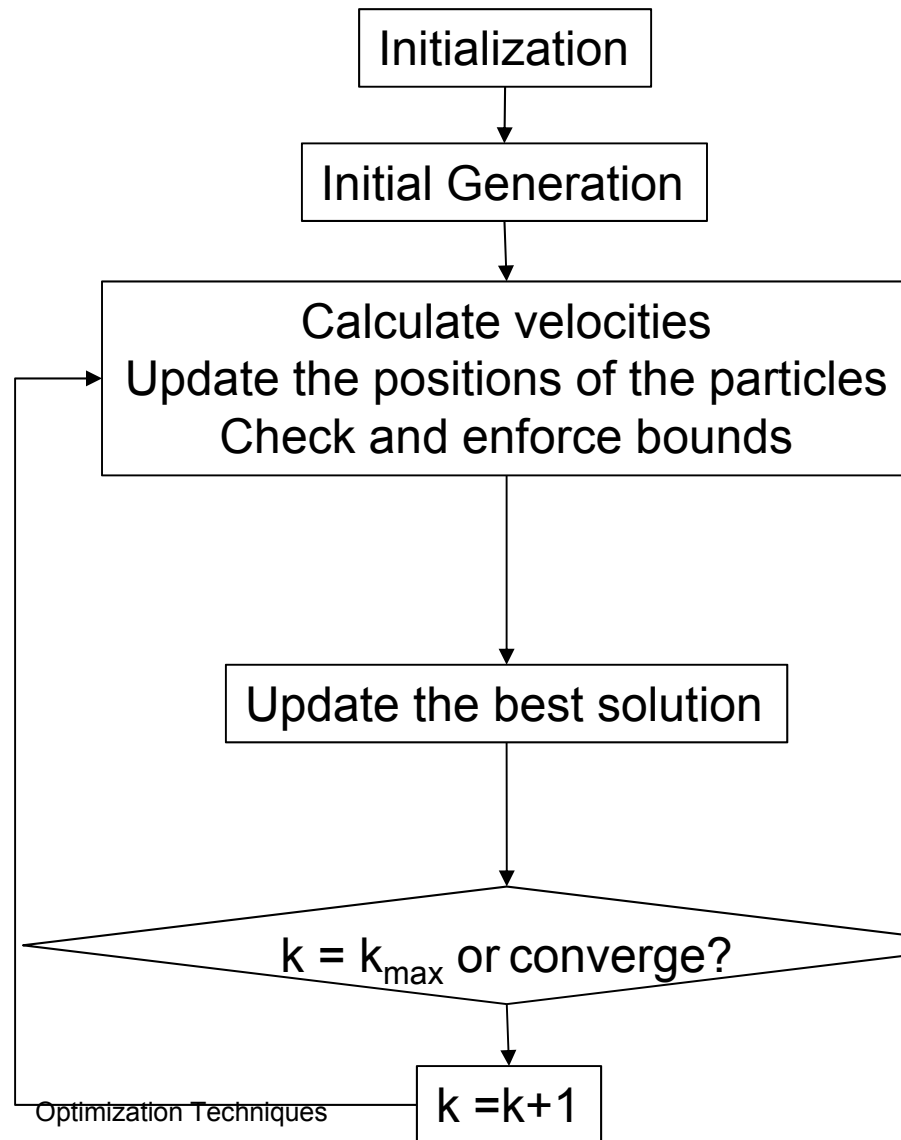 Initialization
Initial Generation
Calculate velocities
Update the positions of the particles
Check and enforce bounds
Update the best solution
k = kmax or converge?
k =k+1
Optimization Techniques